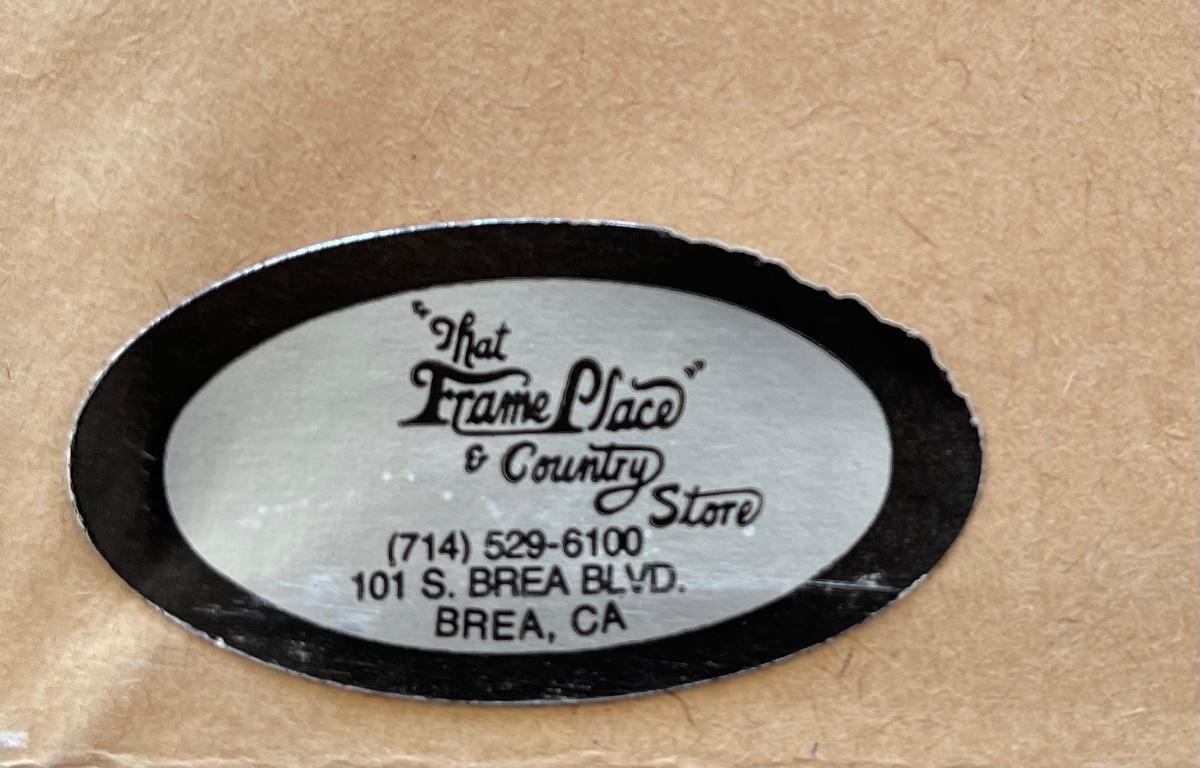 "That
Frame Place"
& Country
Store
(714) 529-6100
101 S. BREA BLVD.
BREA, CA